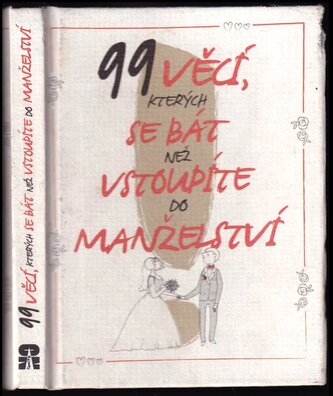 99 VĚCÍ, KTERÝCH SE BÁT NEŽ VSTOUPÍTE DO MANŽELSTVÍ
99 VĚCÍ,
KTERÝCH
SE BÁT
NEŽ
VSTOUPÍTE
DO
MANŽELSTVÍ